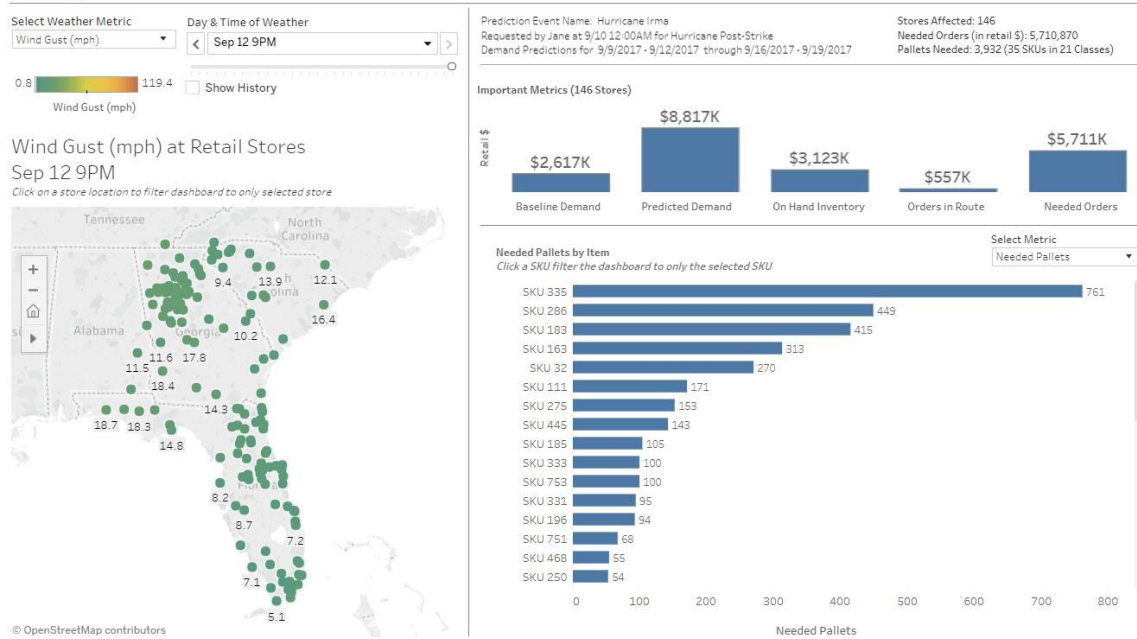 Select Weather Metric
Wind Gust (mph)
Day & Time of Weather
Sep 12 9PM
0.8
119.4
Wind Gust (mph)
Show History
Wind Gust (mph) at Retail Stores
Sep 12 9PM
Click on a store location to filter dashboard to only selected store
Tennessee
North
Carolina
9.4
13.9
12.1
olina
16.4
Alabama
Georgia
10.2
11.6
17.8
11.5
18.4
14.3
18.7
18.3
14.8
8.2
8.7
7.2
7.1
5.1
© OpenStreetMap contributors
Prediction Event Name: Hurricane Irma
Requested by Jane at 9/10 12:00AM for Hurricane Post-Strike
Demand Predictions for 9/9/2017 - 9/12/2017 through 9/16/2017 - 9/19/2017
Stores Affected: 146
Needed Orders (in retail $): 5,710,870
Pallets Needed: 3,932 (35 SKUs in 21 Classes)
Important Metrics (146 Stores)
Retail $
$2,617K
$8,817K
$3,123K
$557K
$5,711K
Baseline Demand
Predicted Demand
On Hand Inventory
Orders in Route
Needed Orders
Needed Pallets by Item
Click a SKU filter the dashboard to only the selected SKU
Select Metric
Needed Pallets
SKU 335 761
SKU 286 449
SKU 183 415
SKU 163 313
SKU 32 270
SKU 111 171
SKU 275 153
SKU 445 143
SKU 185 105
SKU 333 100
SKU 753 100
SKU 331 95
SKU 196 94
SKU 751 68
SKU 468 55
SKU 250 54
0 100 200 300 400 500 600 700 800
Needed Pallets